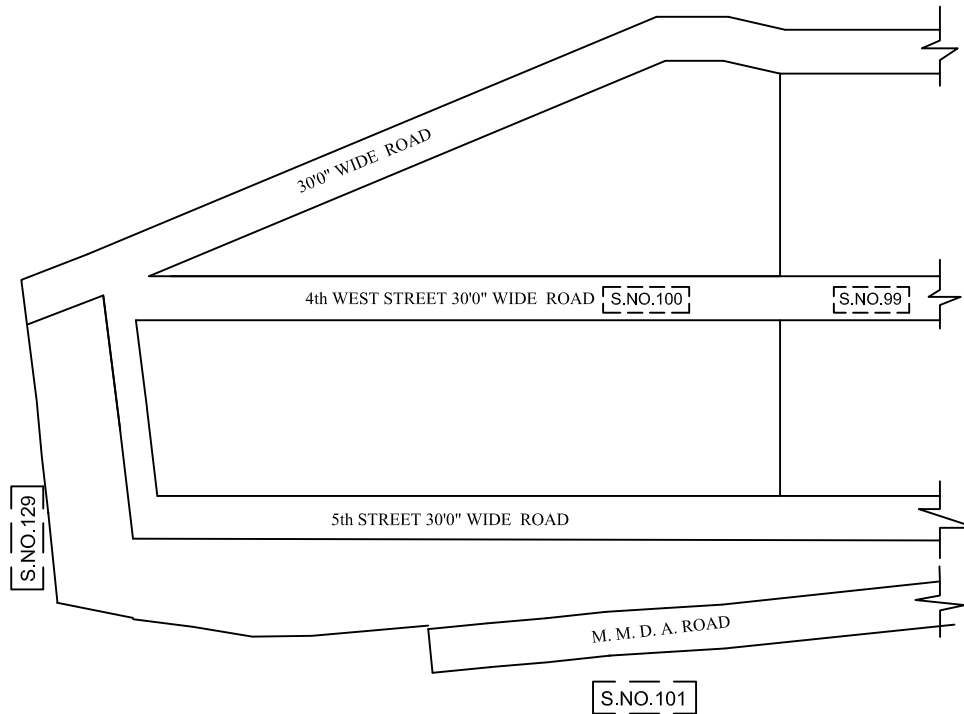 30'0" WIDE ROAD
4th WEST STREET 30'0" WIDE ROAD
S.NO.100
S.NO.99
S.NO.129
5th STREET 30'0" WIDE ROAD
M. M. D. A. ROAD
S.NO.101